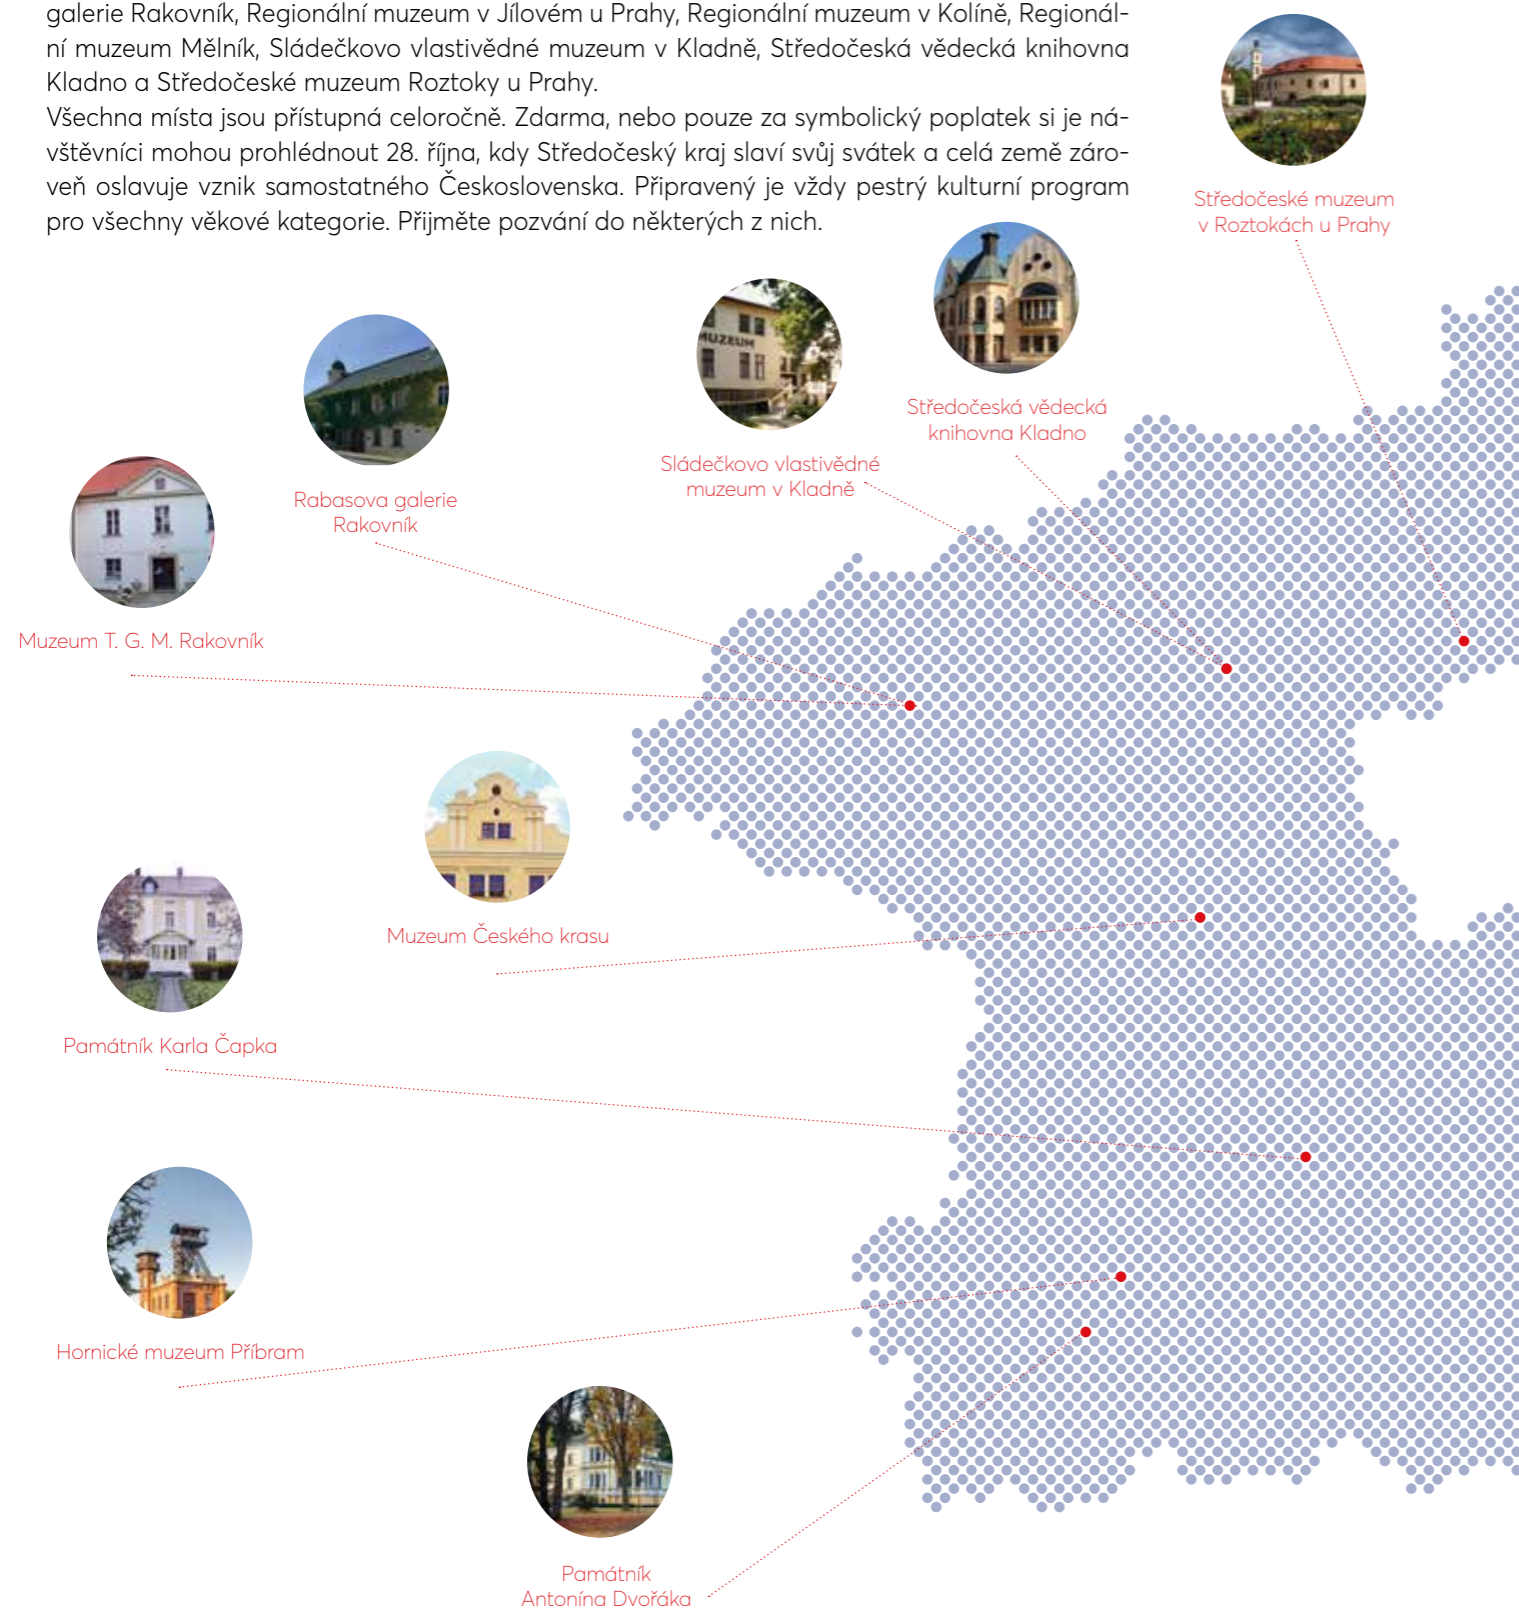 galerie Rakovník, Regionální muzeum v Jílovém u Prahy, Regionální muzeum v Kolíně, Regionál-
ní muzeum Mělník, Sládečkovo vlastivědné muzeum v Kladně, Středočeská vědecká knihovna
Kladno a Středočeské muzeum Roztoky u Prahy.
Všechna místa jsou přístupná celoročně. Zdarma, nebo pouze za symbolický poplatek si je ná-
vštěvníci mohou prohlédnout 28. října, kdy Středočeský kraj slaví svůj svátek a celá země záro-
veň oslavuje vznik samostatného Československa. Připravený je vždy pestrý kulturní program
pro všechny věkové kategorie. Přijměte pozvání do některých z nich.
Středočeské muzeum
v Roztokách u Prahy
MUZEUM
Středočeská vědecká
knihovna Kladno
Sládečkovo vlastivědné
muzeum v Kladně
Rabasova galerie
Rakovník
Muzeum T. G. M. Rakovník
Muzeum Českého krasu
Památník Karla Čapka
Hornické muzeum Příbram
Památník
Antonína Dvořáka